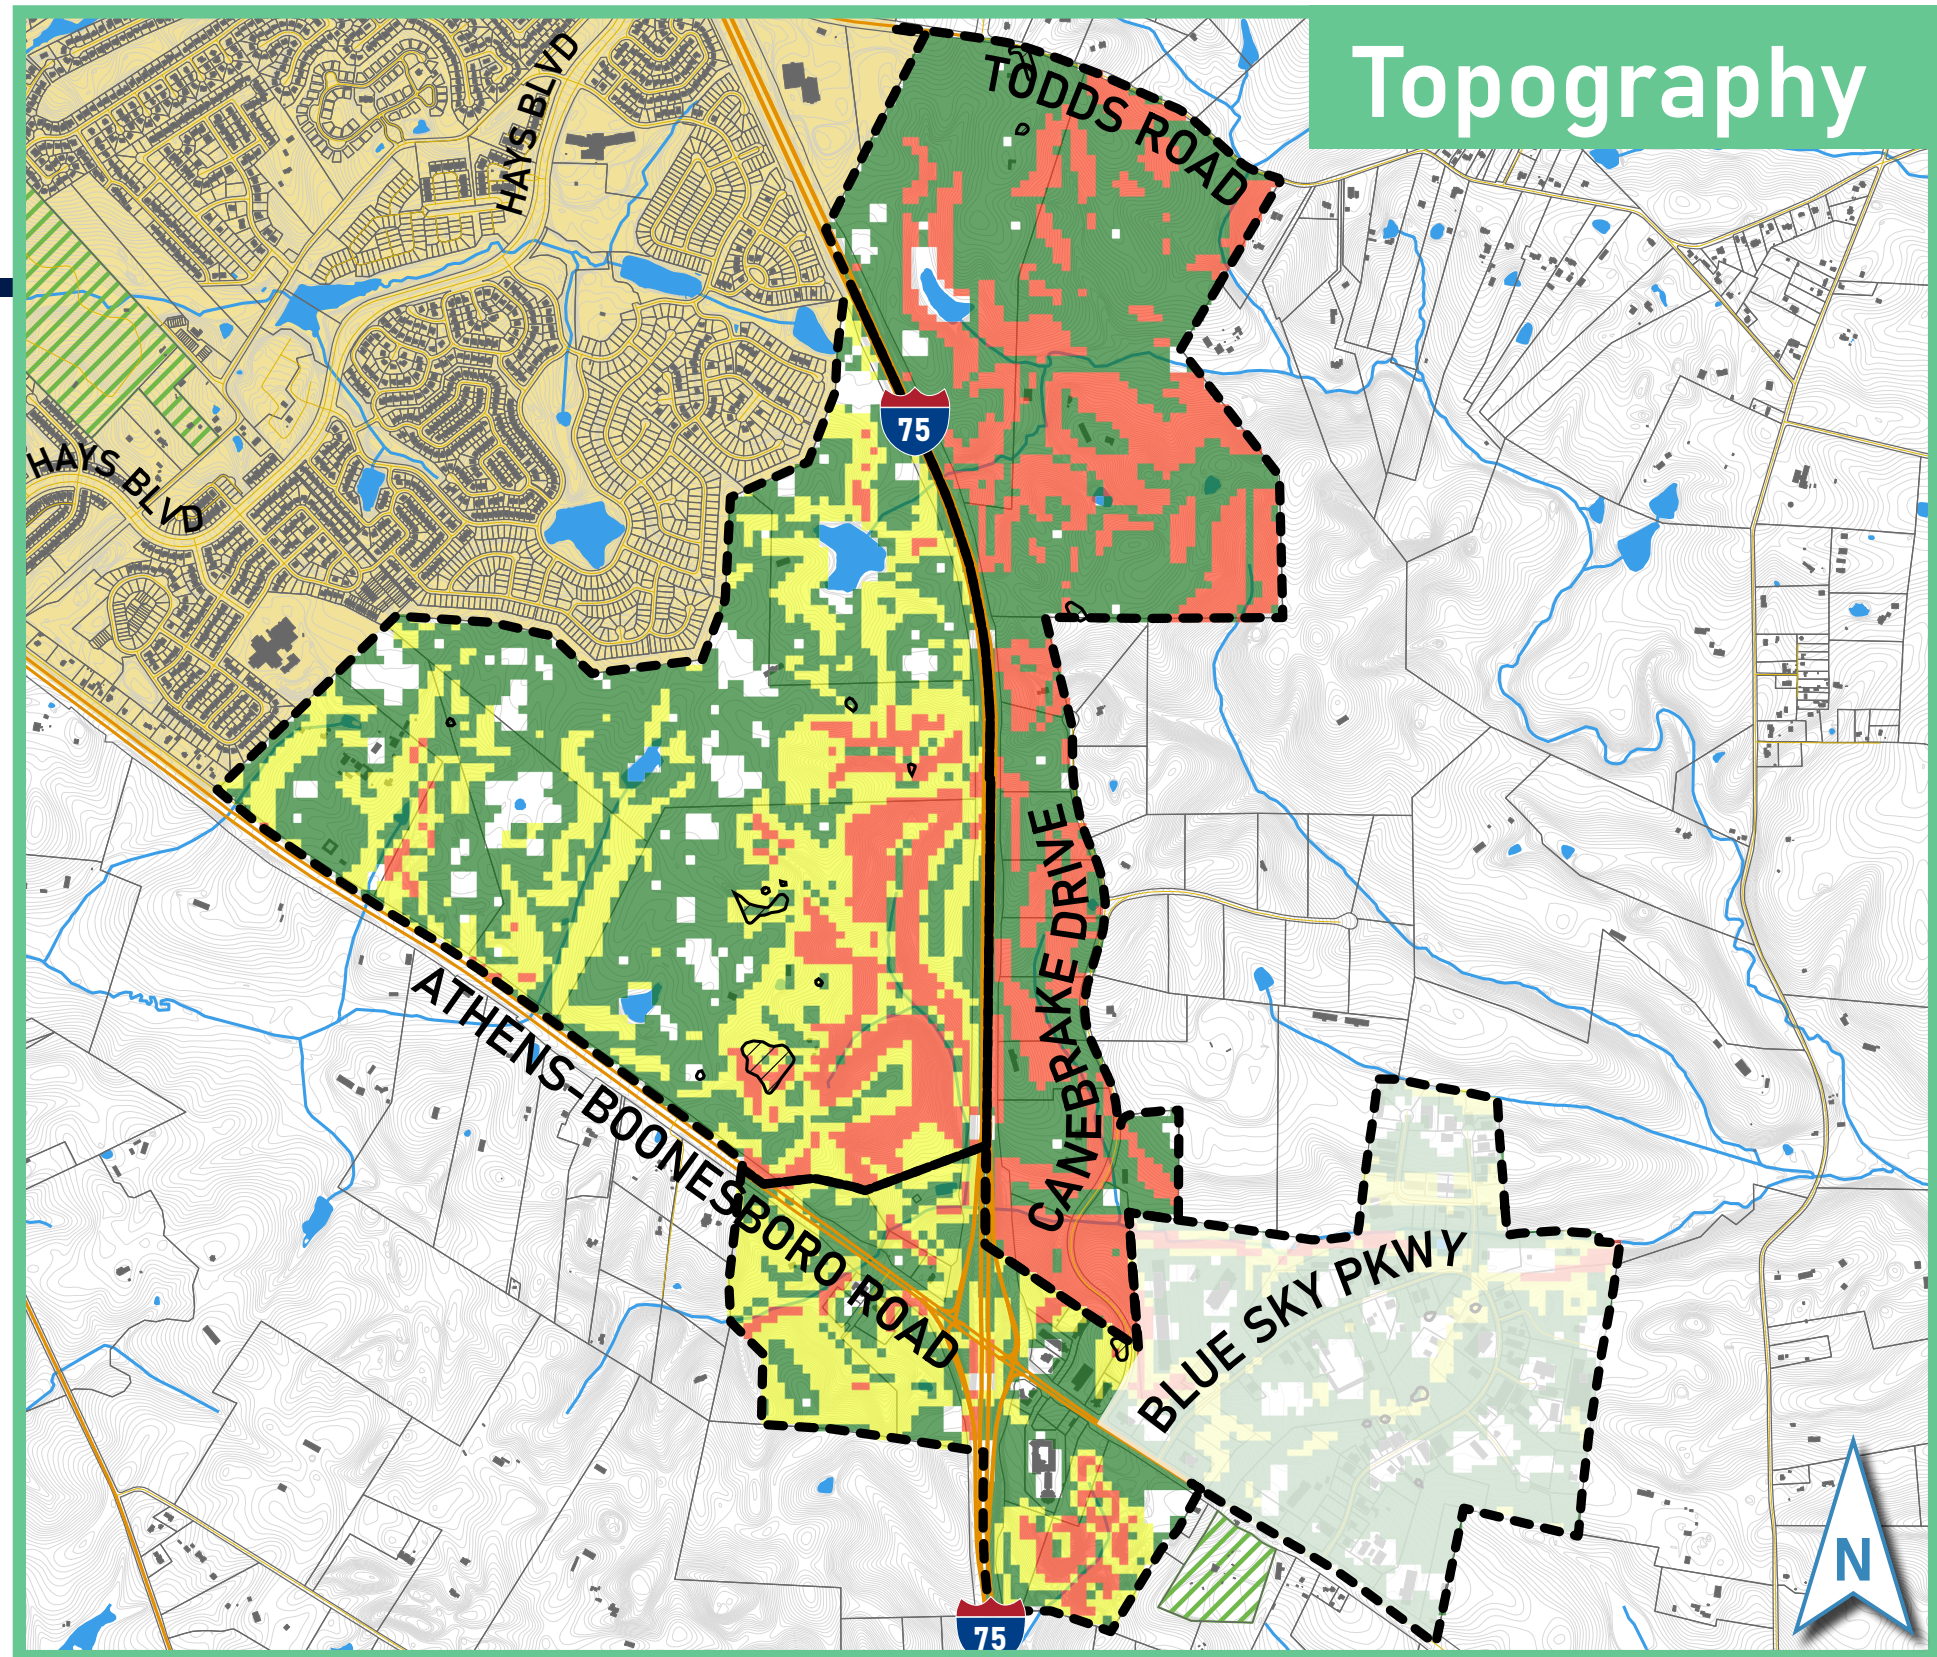 Topography
HAYS BLVD
TODDS ROAD
75
HAYS BLVD
CANEBRAKE DRIVE
ATHENS-BOONESBORO ROAD
BLUE SKY PKWY
N
75